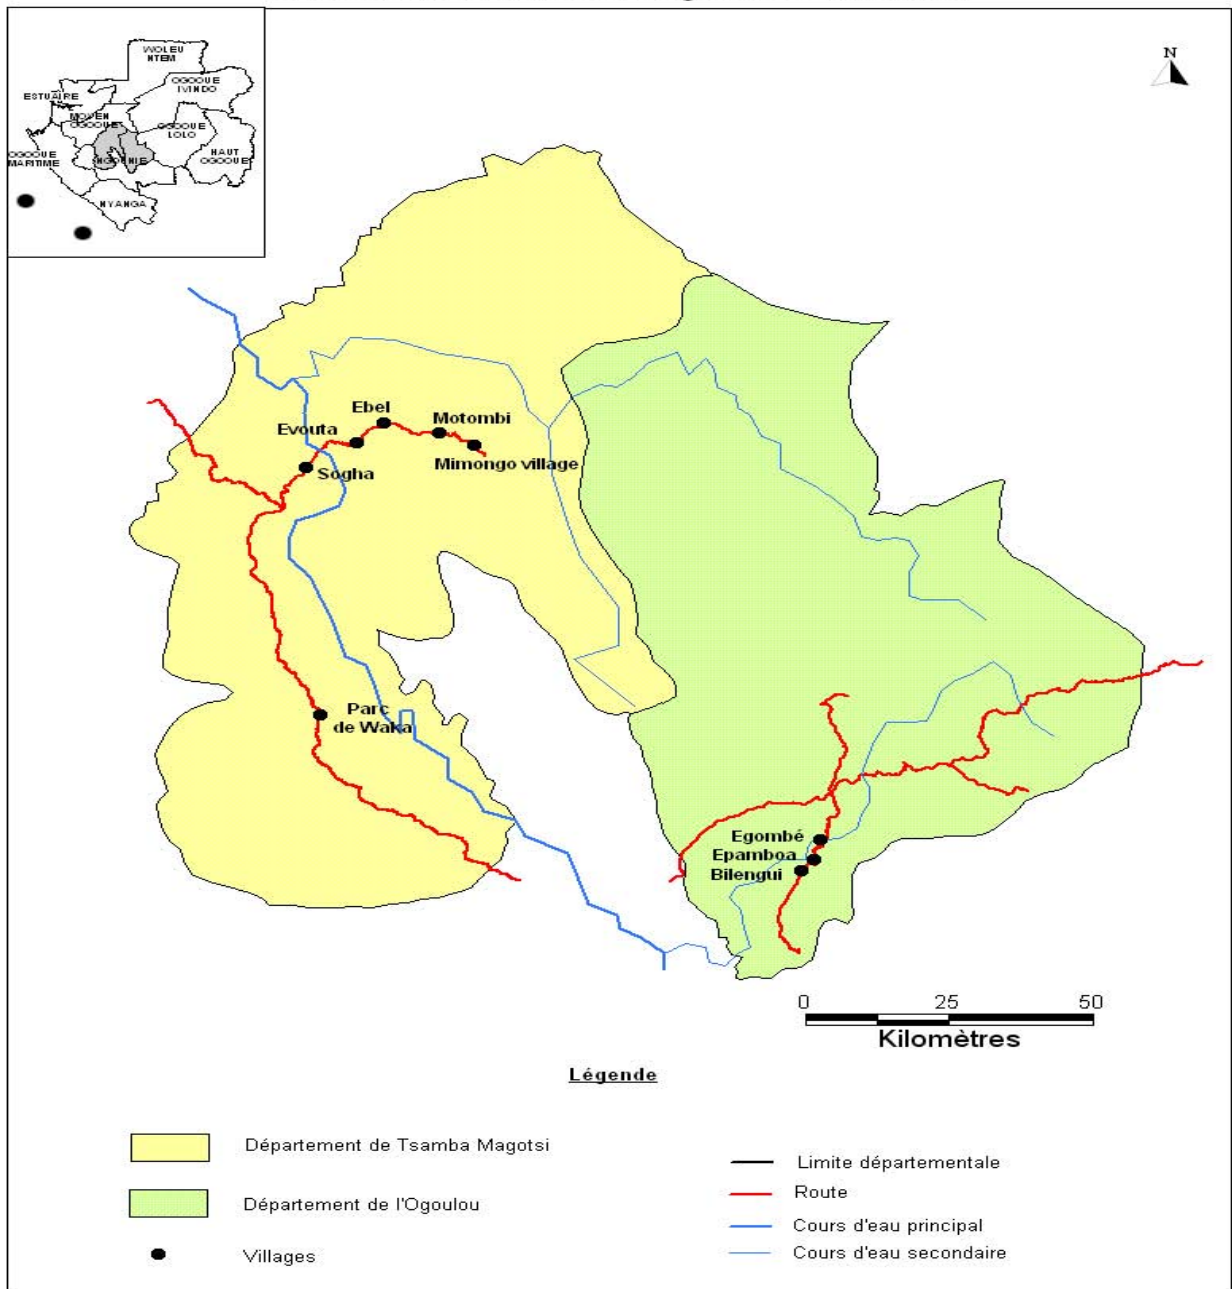 WOLEU
NTEM
OGOOUE
IVINDO
ESTUAIRE
MOYEN
OGOOUE
OGOOUE
LOLO
HAUT
OGOOUE
OGOOUE
MARITIME
NGOUNIE
NYANGA
N
Ebel
Motombi
Evouta
Mimongo village
Sogha
Parc
de Waka
Egombé
Epamboa
Bilengui
0 25 50
Kilomètres
Légende
Département de Tsamba Magotsi
Département de l'Ogoulou
Villages
Limite départementale
Route
Cours d'eau principal
Cours d'eau secondaire